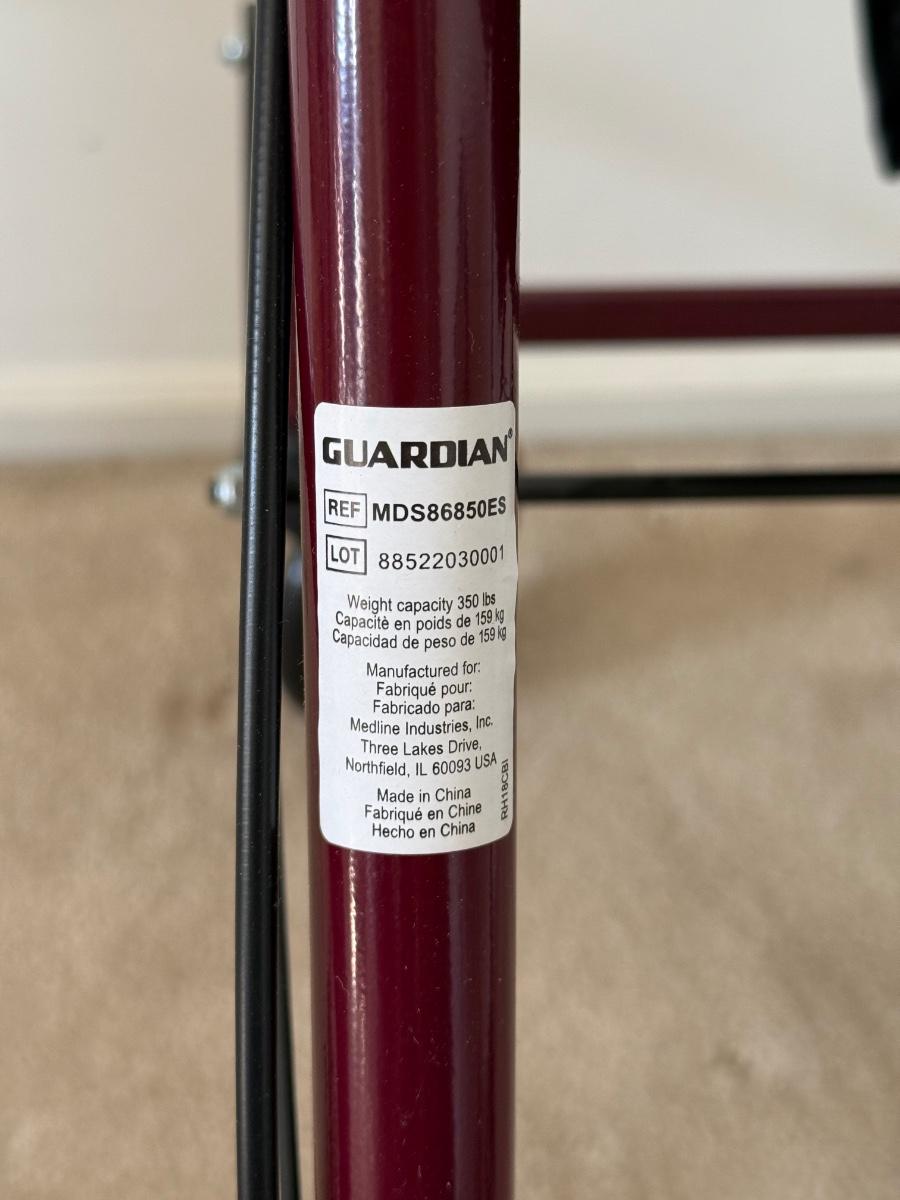 GUARDIAN®
REF MDS86850ES
LOT 88522030001
Weight capacity 350 lbs
Capacitè en poids de 159 kg
Capacidad de peso de 159 kg
Manufactured for:
Fabriqué pour:
Fabricado para:
Medline Industries, Inc.
Three Lakes Drive,
Northfield, IL 60093 USA
Made in China
Fabriqué en Chine
Hecho en China
RH18CBI